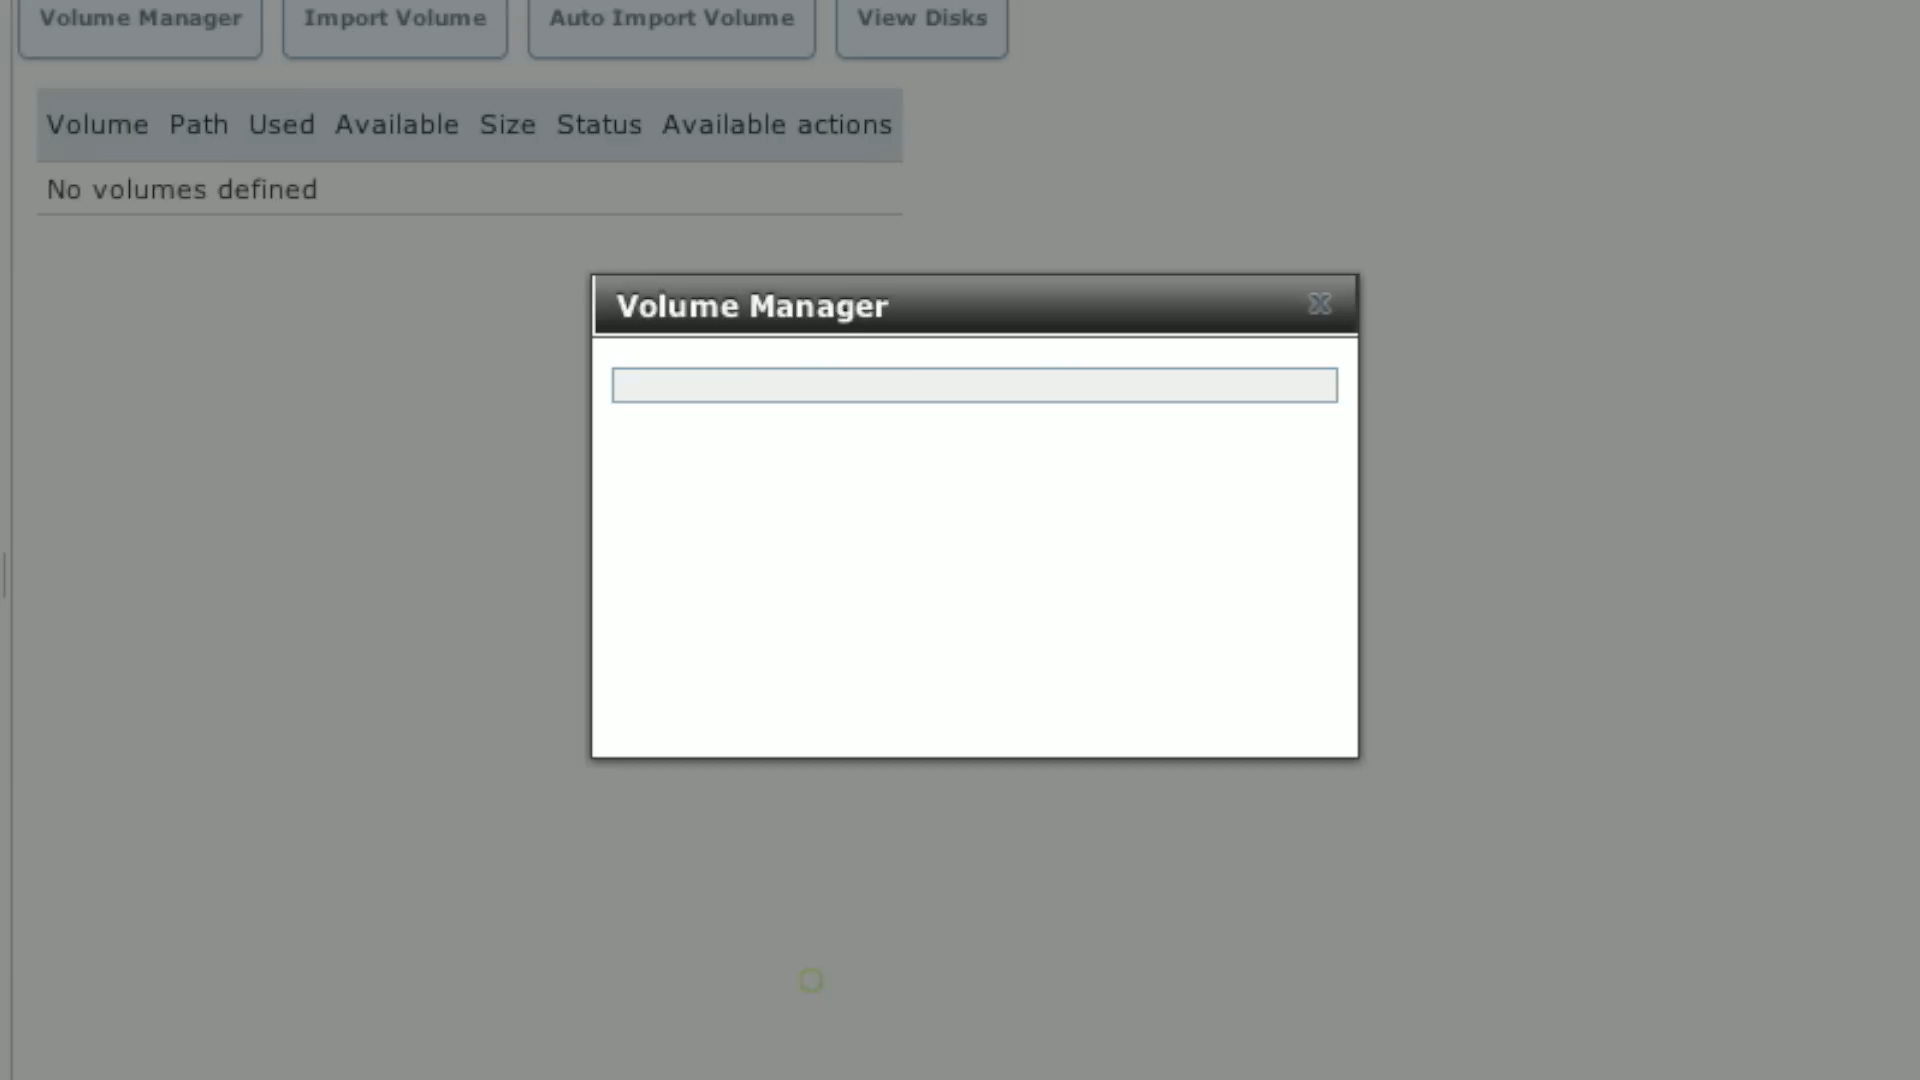 Volume Manager Import Volume Auto Import Volume View Disks
Volume Path Used Available Size Status Available actions
No volumes defined
Volume Manager